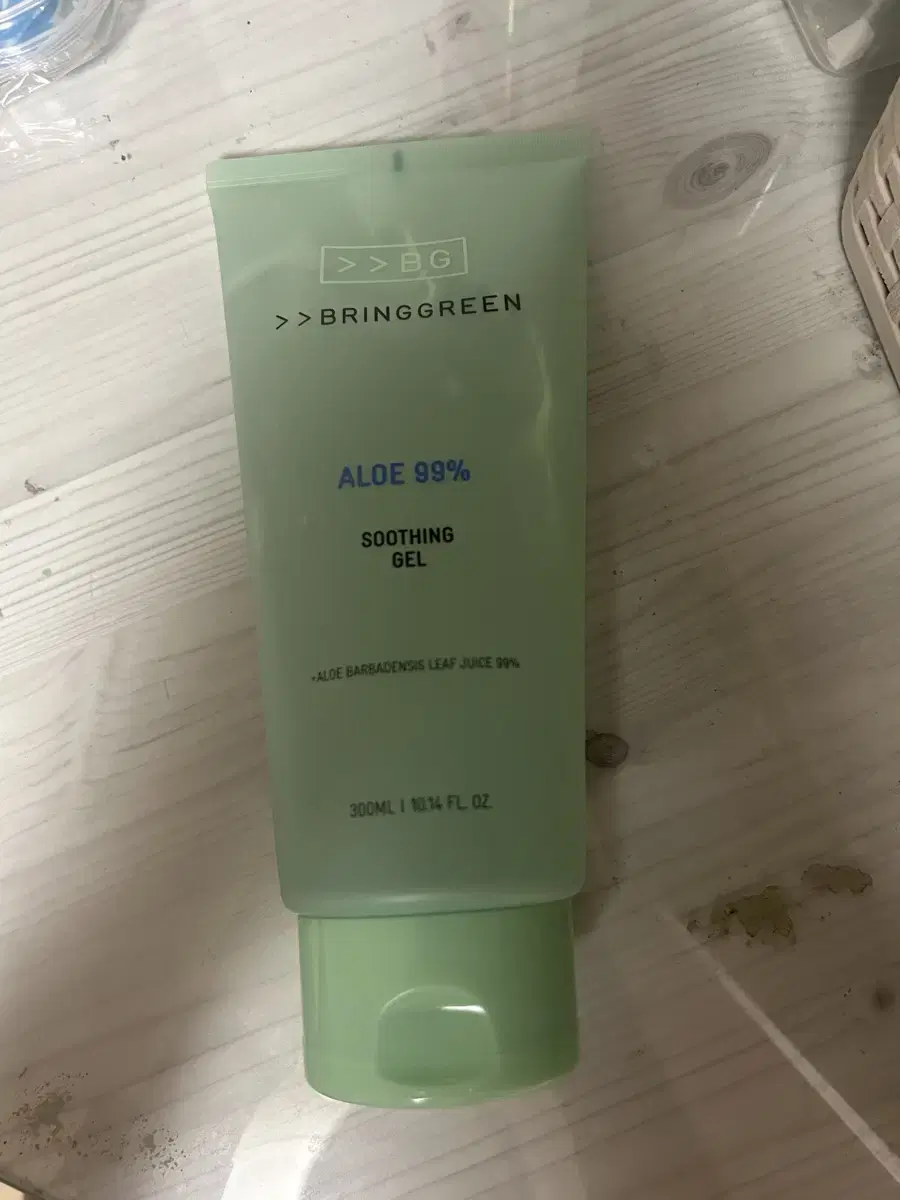 >>BG
>>BRINGGREEN
ALOE 99%
SOOTHING
GEL
*ALOE BARBADENSIS LEAF JUICE 99%
300ML | 10.14 FL. OZ.